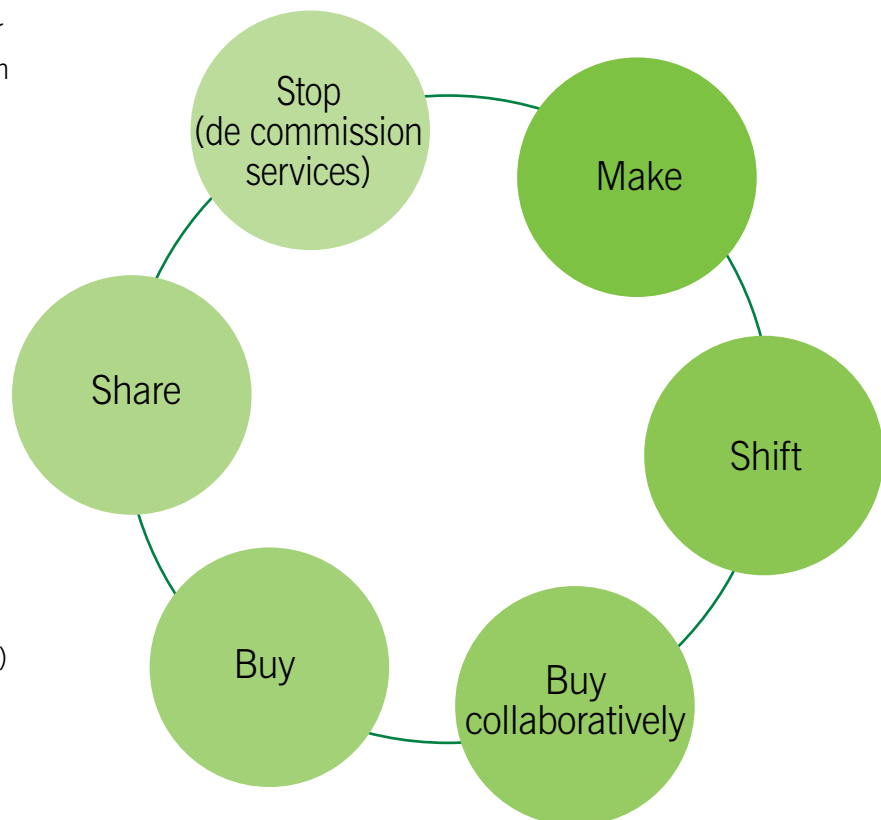 Stop
(de commission
services)
Make
Shift
Buy
collaboratively
Buy
Share
)